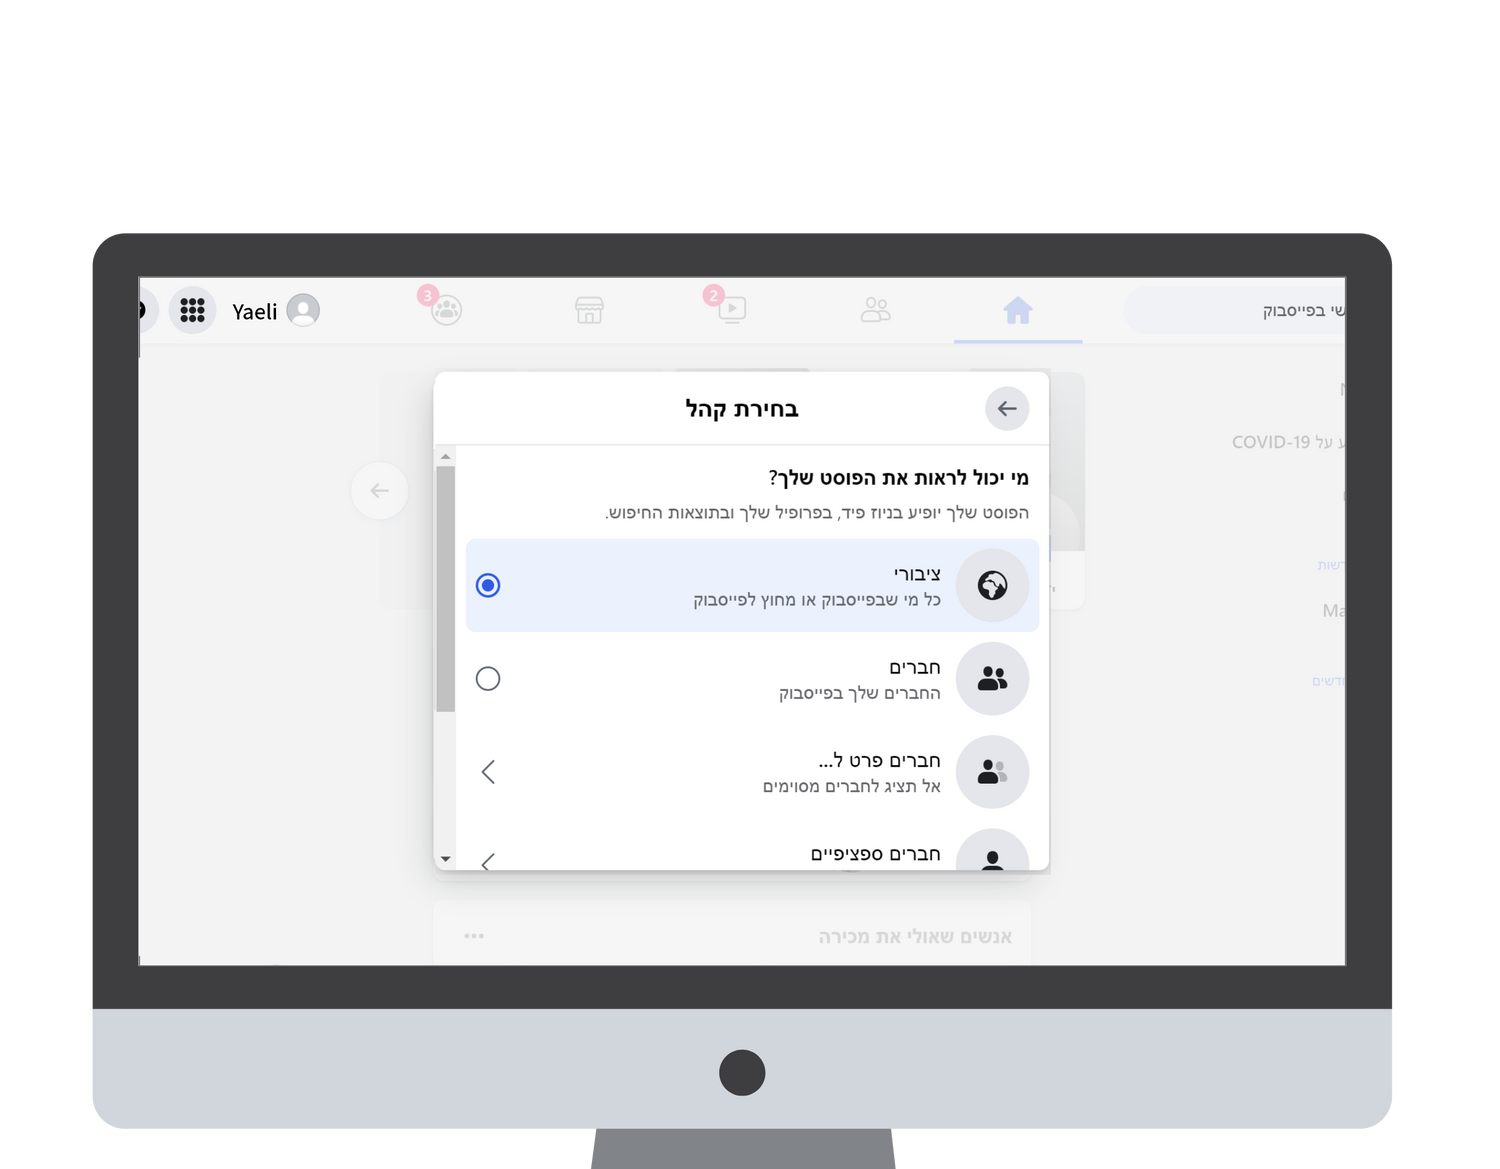 שי בפייסבוק
2
3
Yaeli
על COVID-19
בחירת קהל
מי יכול לראות את הפוסט שלך?
הפוסט שלך יופיע בניוז פיד, בפרופיל שלך ובתוצאות החיפוש.
ציבורי
כל מי שבפייסבוק או מחוץ לפייסבוק
חברים
החברים שלך בפייסבוק
חברים פרט ל...
אל תציג לחברים מסוימים
חברים ספציפיים
אנשים שאולי את מכירה